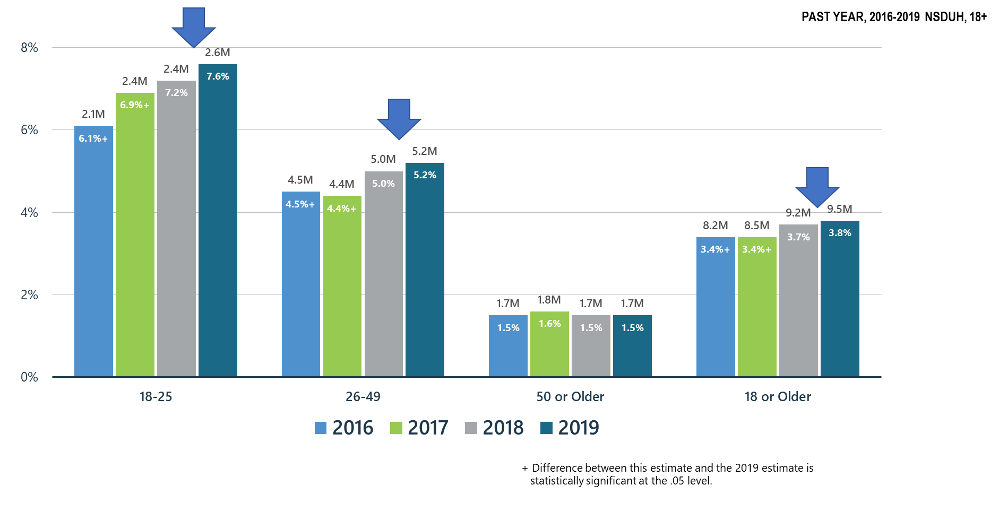 PAST YEAR, 2016-2019 NSDUH, 18+
8%
6%
4%
2%
0%
2.1M
6.1%+
2.4M
6.9%+
2.4M
7.2%
2.6M
7.6%
4.5M
4.5%+
4.4M
4.4%+
5.0M
5.0%
5.2M
5.2%
1.7M
1.5%
1.8M
1.6%
1.7M
1.5%
1.7M
1.5%
8.2M
3.4%+
8.5M
3.4%+
9.2M
3.7%
9.5M
3.8%
18-25
26-49
50 or Older
18 or Older
2016
2017
2018
2019
+ Difference between this estimate and the 2019 estimate is
statistically significant at the .05 level.